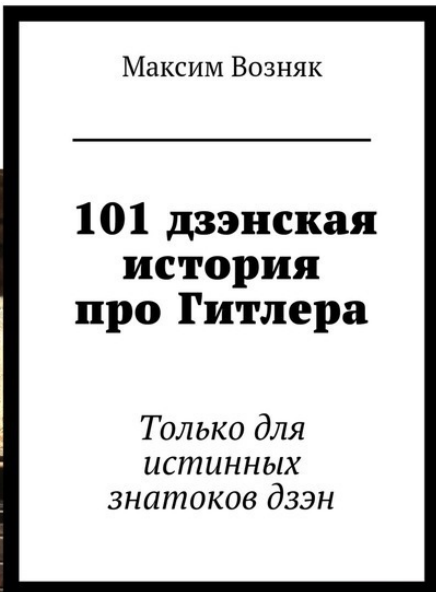 Максим Возняк
101 дзэнская
история
про Гитлера
Только для
истинных
знатоков дзэн